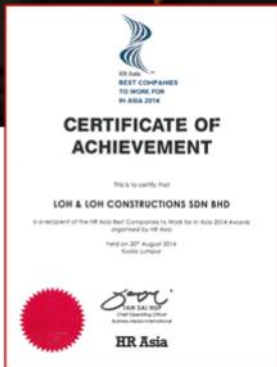 HR Asia
BEST COMPANIES
TO WORK FOR
IN ASIA 2014
CERTIFICATE OF
ACHIEVEMENT
This is to certify that
LOH & LOH CONSTRUCTIONS SDN BHD
is a recipient of the HR Asia Best Companies to Work for in Asia 2014 Awards
organised by HR Asia
Held on 20th August 2014
Kuala Lumpur
Chief Operating Officer
Business Media International
HR Asia